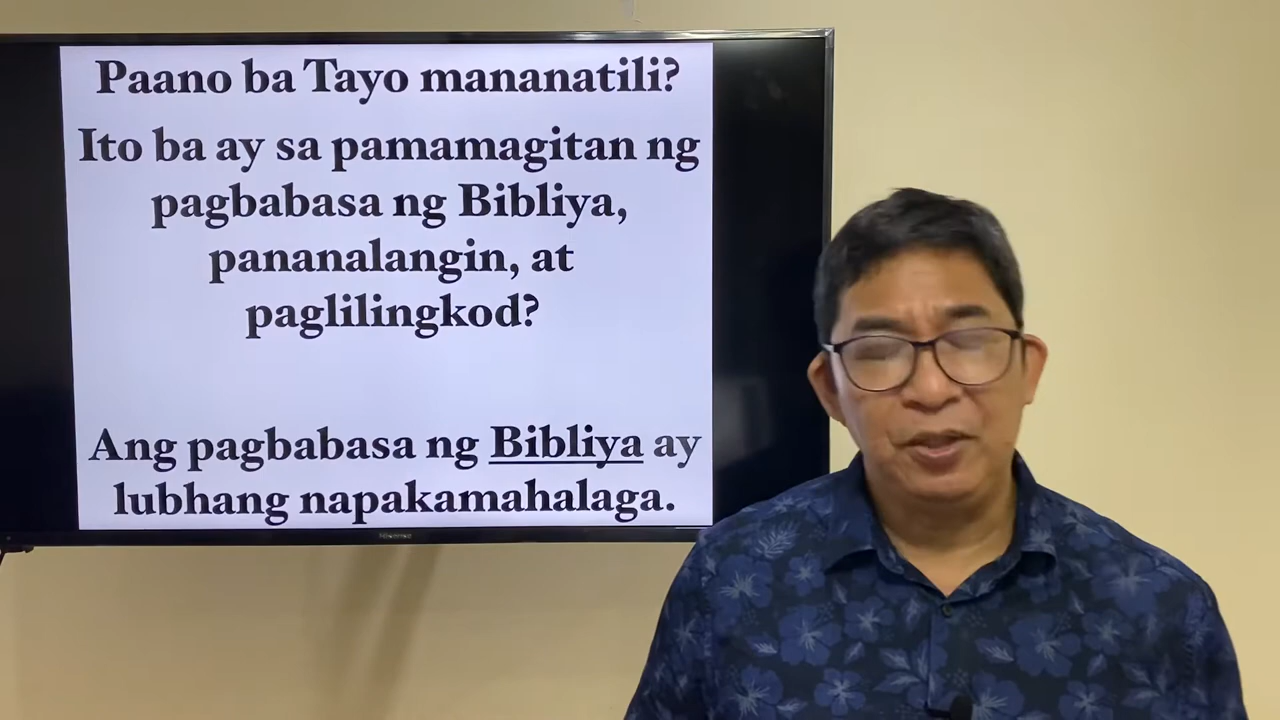 Paano ba Tayo mananatili?
Ito ba ay sa pamamagitan ng
pagbabasa ng Bibliya,
pananalangin, at
paglilingkod?
Ang pagbabasa ng Bibliya ay
lubhang napakamahalaga.
Hisense